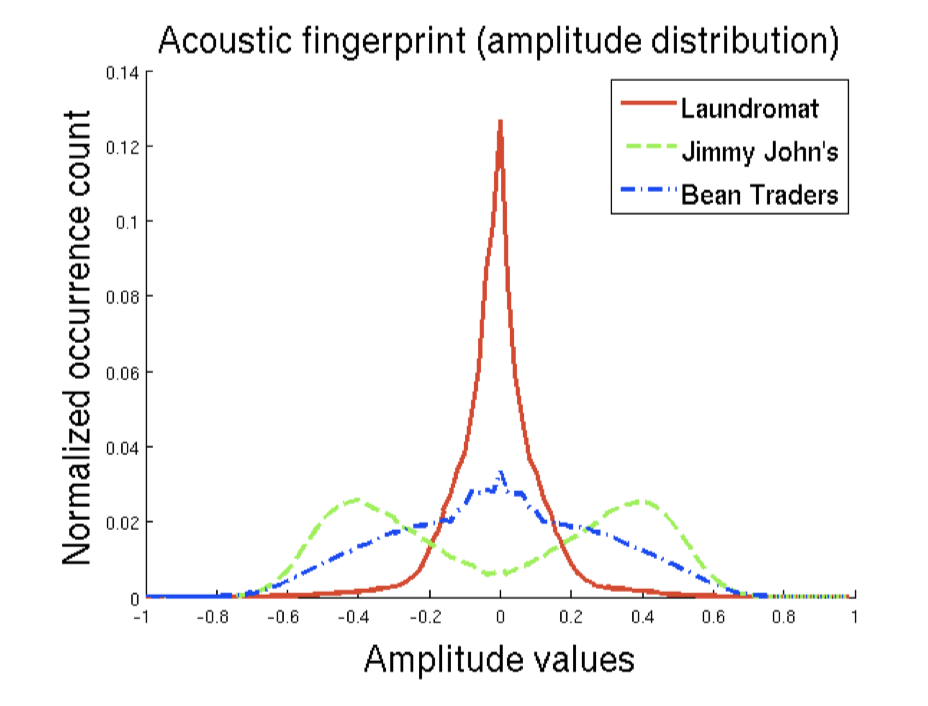 Acoustic fingerprint (amplitude distribution)
Normalized occurrence count
0.14
0.12
0.1
0.08
0.06
0.04
0.02
0
Laundromat
Jimmy John's
Bean Traders
-1 -0.8 -0.6 -0.4 -0.2 0 0.2 0.4 0.6 0.8 1
Amplitude values